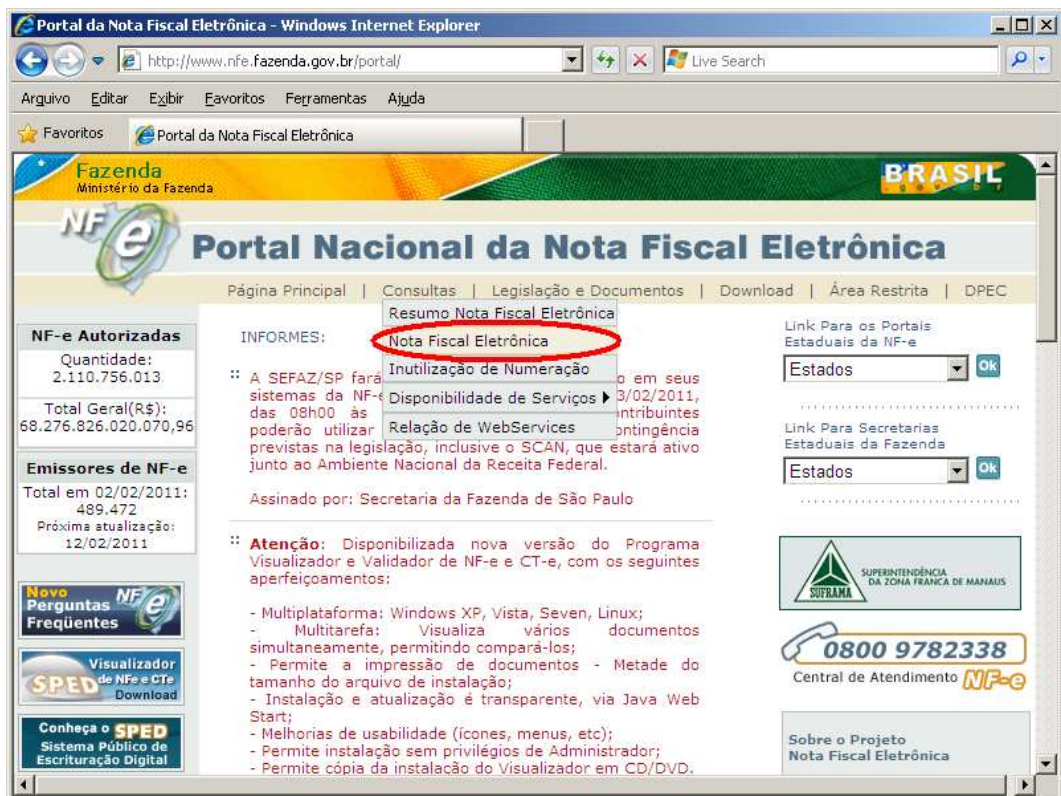 Portal da Nota Fiscal Eletrônica - Windows Internet Explorer
http://www.nfe.fazenda.gov.br/portal/
Live Search
Arquivo Editar Exibir Favoritos Ferramentas Ajuda
Favoritos
Portal da Nota Fiscal Eletrônica
Fazenda
Ministério da Fazenda
BRASIL
NF e
Portal Nacional da Nota Fiscal Eletrônica
Página Principal | Consultas | Legislação e Documentos | Download | Área Restrita | DPEC
Resumo Nota Fiscal Eletrônica
Nota Fiscal Eletrônica
Inutilização de Numeração
Disponibilidade de Serviços
Relação de WebServices
NF-e Autorizadas
Quantidade:
2.110.756.013
Total Geral(R$):
68.276.826.020.070,96
Emissores de NF-e
Total em 02/02/2011:
489.472
Próxima atualização:
12/02/2011
Novo
Perguntas
Freqüentes
NF e
Visualizador
de NFe e CTe
Download
SPED
Conheça o SPED
Sistema Público de
Escrituração Digital
INFORMES:
A SEFAZ/SP fará o em seus
sistemas da NF-e 3/02/2011,
das 08h00 às ntribuintes
poderão utilizar ontingência
previstas na legislação, inclusive o SCAN, que estará ativo
junto ao Ambiente Nacional da Receita Federal.
Assinado por: Secretaria da Fazenda de São Paulo
Atenção: Disponibilizada nova versão do Programa
Visualizador e Validador de NF-e e CT-e, com os seguintes
aperfeiçoamentos:
- Multiplataforma: Windows XP, Vista, Seven, Linux;
- Multitarefa: Visualiza vários documentos
simultaneamente, permitindo compará-los;
- Permite a impressão de documentos - Metade do
tamanho do arquivo de instalação;
- Instalação e atualização é transparente, via Java Web
Start;
- Melhorias de usabilidade (ícones, menus, etc);
- Permite instalação sem privilégios de Administrador;
- Permite cópia da instalação do Visualizador em CD/DVD.
Link Para os Portais
Estaduais da NF-e
Estados Ok
Link Para Secretarias
Estaduais da Fazenda
Estados Ok
SUFRAMA
SUPERINTENDÊNCIA
DA ZONA FRANCA DE MANAUS
0800 9782338
Central de Atendimento NF-e
Sobre o Projeto
Nota Fiscal Eletrônica